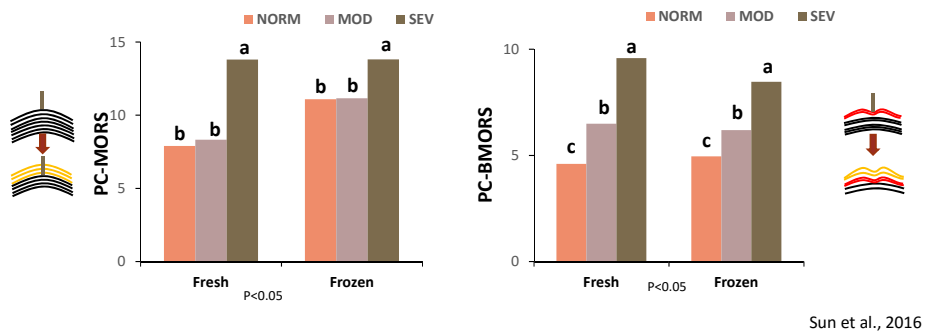 NORM MOD SEV
PC-MORS
15
10
5
0
b
b
a
b
b
a
Fresh
Frozen
P<0.05
NORM MOD SEV
PC-BMORS
10
5
0
c
b
a
c
b
a
Fresh
Frozen
P<0.05
Sun et al., 2016